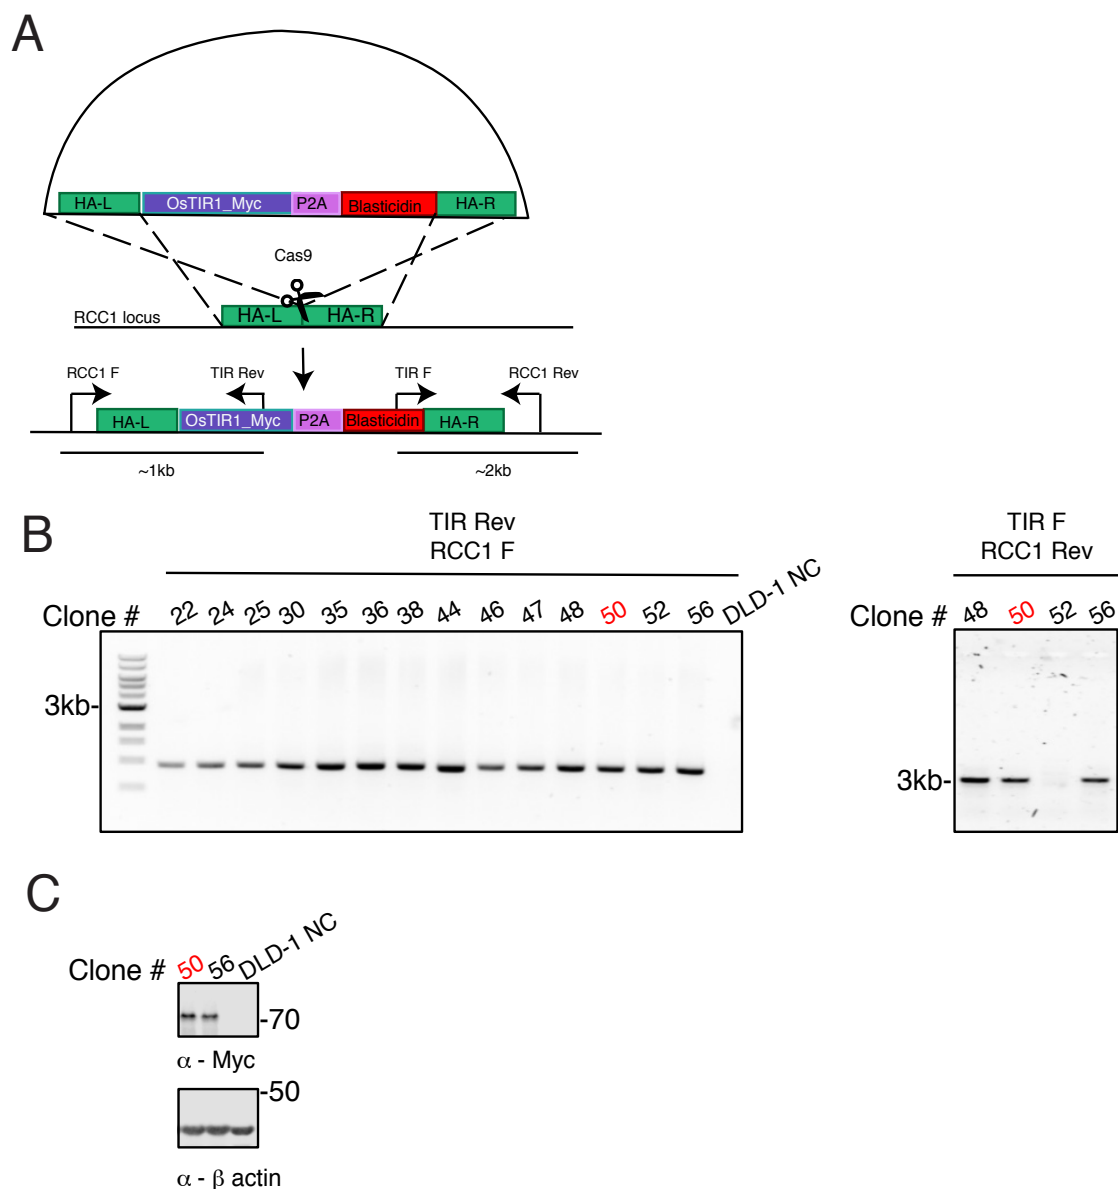 A
HA-L OsTIR1_Myc P2A Blasticidin HA-R
Cas9
HA-L HA-R
RCC1 locus
RCC1 F TIR Rev TIR F RCC1 Rev
HA-L OsTIR1_Myc P2A Blasticidin HA-R
~1kb ~2kb
B
TIR Rev
RCC1 F
Clone # 22 24 25 30 35 36 38 44 46 47 48 50 52 56 DLD-1 NC
3kb-
TIR F
RCC1 Rev
Clone # 48 50 52 56
3kb-
C
Clone # 50 56 DLD-1 NC
-70
α - Myc
-50
α - β actin